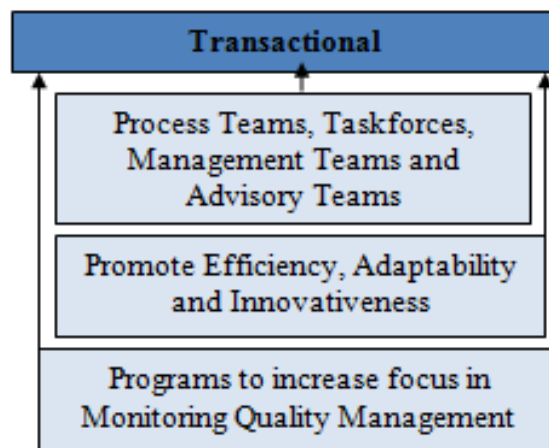 Transactional
Process Teams, Taskforces,
Management Teams and
Advisory Teams
Promote Efficiency, Adaptability
and Innovativeness
Programs to increase focus in
Monitoring Quality Management